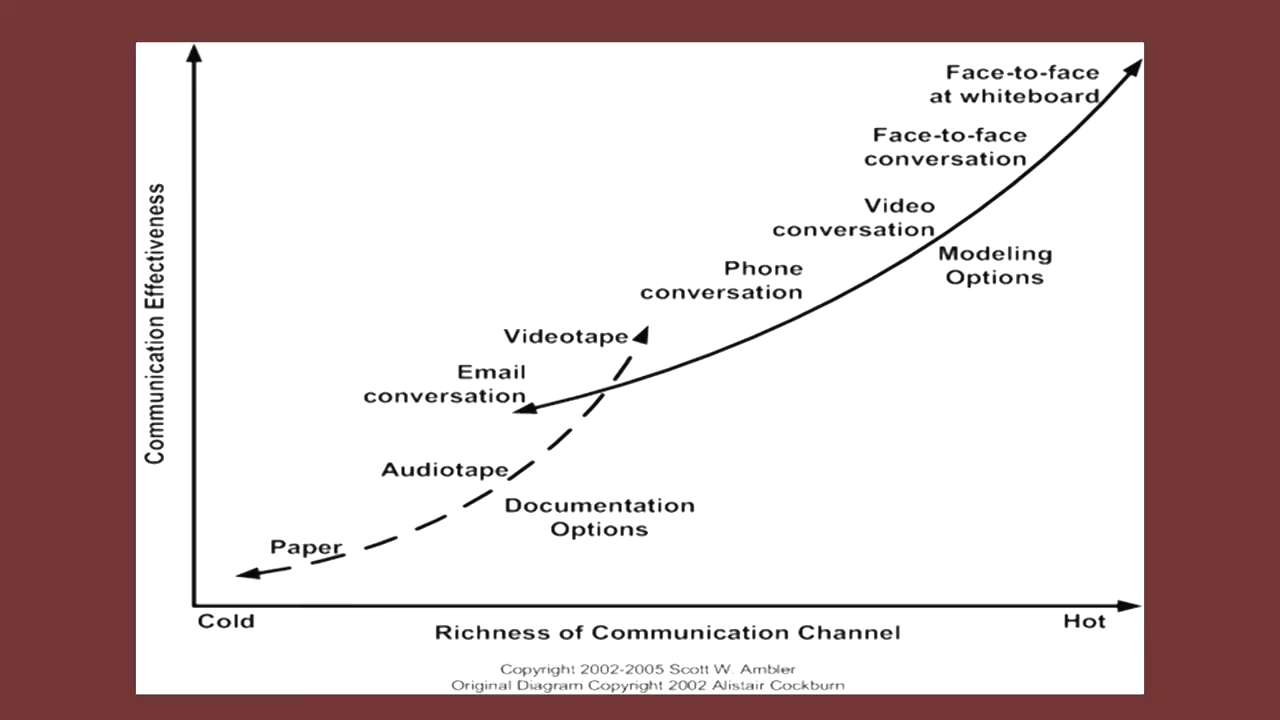 Face-to-face
at whiteboard
Face-to-face
conversation
Video
conversation
Modeling
Options
Phone
conversation
Videotape
Email
conversation
Audiotape
Documentation
Options
Paper
Communication Effectiveness
Cold
Hot
Richness of Communication Channel
Copyright 2002-2005 Scott W. Ambler
Original Diagram Copyright 2002 Alistair Cockburn